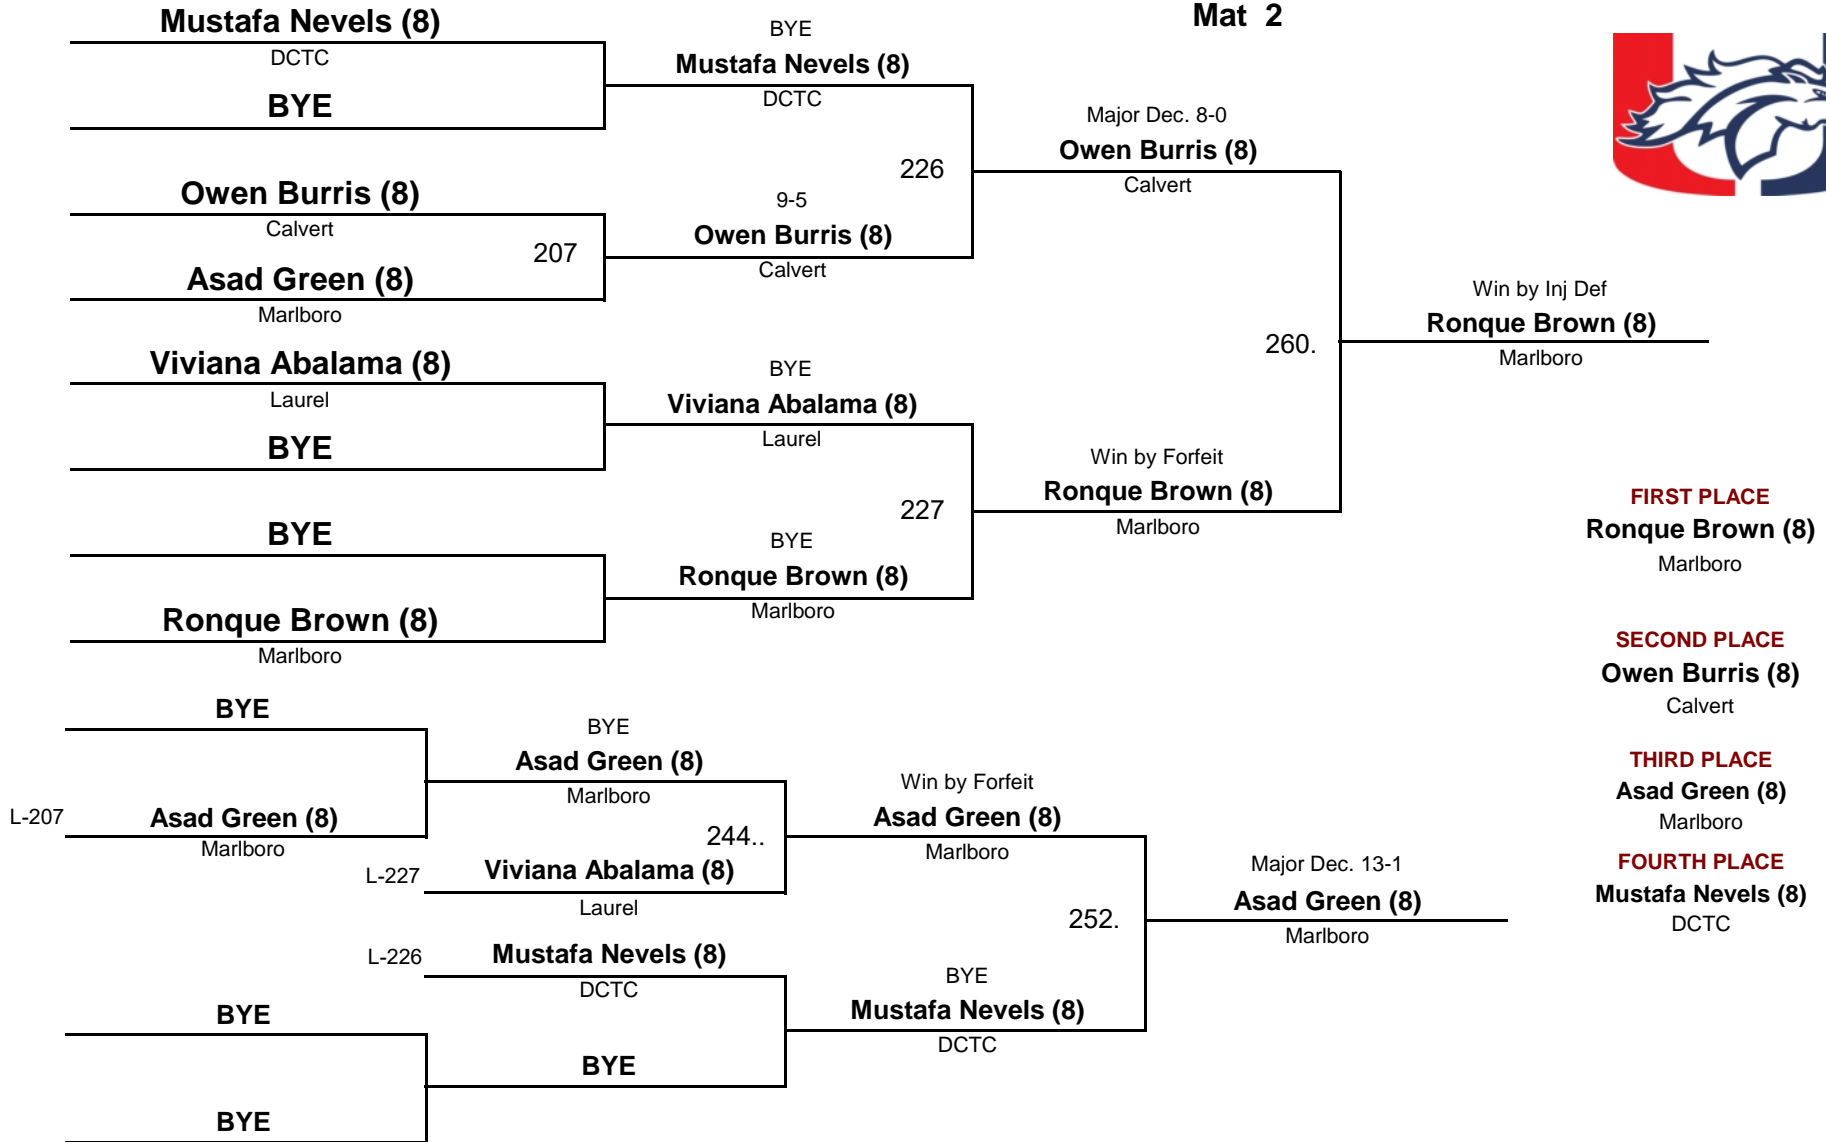 Mat 2
Mustafa Nevels (8)
DCTC
BYE
Owen Burris (8)
Calvert
207
Asad Green (8)
Marlboro
Viviana Abalama (8)
Laurel
BYE
BYE
Ronque Brown (8)
Marlboro
BYE
Mustafa Nevels (8)
DCTC
226
9-5
Owen Burris (8)
Calvert
BYE
Viviana Abalama (8)
Laurel
227
BYE
Ronque Brown (8)
Marlboro
Major Dec. 8-0
Owen Burris (8)
Calvert
260.
Win by Forfeit
Ronque Brown (8)
Marlboro
Win by Inj Def
Ronque Brown (8)
Marlboro
FIRST PLACE
Ronque Brown (8)
Marlboro
SECOND PLACE
Owen Burris (8)
Calvert
THIRD PLACE
Asad Green (8)
Marlboro
FOURTH PLACE
Mustafa Nevels (8)
DCTC
BYE
L-207
Asad Green (8)
Marlboro
BYE
BYE
BYE
Asad Green (8)
Marlboro
244..
L-227
Viviana Abalama (8)
Laurel
L-226
Mustafa Nevels (8)
DCTC
BYE
Win by Forfeit
Asad Green (8)
Marlboro
252.
BYE
Mustafa Nevels (8)
DCTC
Major Dec. 13-1
Asad Green (8)
Marlboro